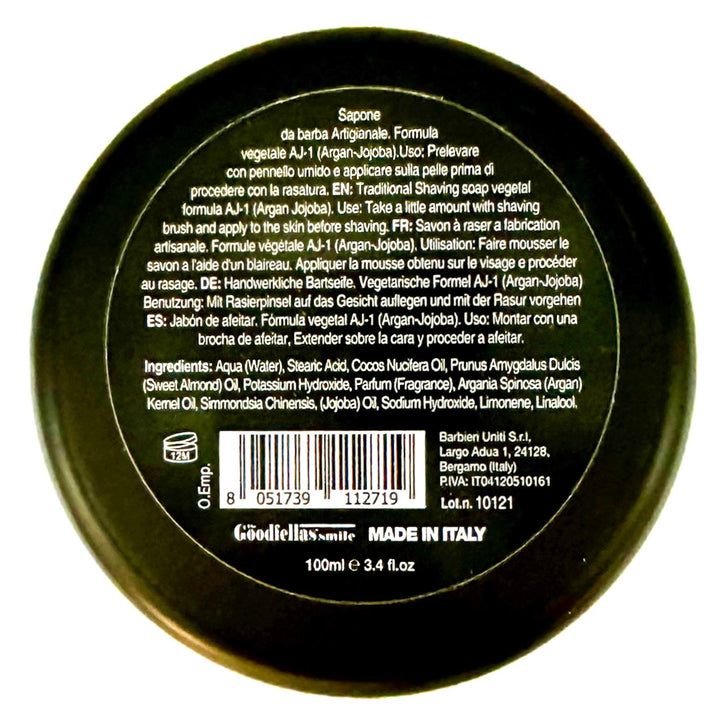 Sapone
da barba Artigianale. Formula
vegetale AJ-1 (Argan-Jojoba).Uso: Prelevare
con pennello umido e applicare sulla pelle prima di
procedere con la rasatura. EN: Traditional Shaving soap vegetal
formula AJ-1 (Argan Jojoba). Use: Take a little amount with shaving
brush and apply to the skin before shaving. FR: Savon à raser a fabrication
artisanale. Formule végétale AJ-1 (Argan-Jojoba). Utilisation: Faire mousser le
savon a l'aide d'un blaireau. Appliquer la mousse obtenu sur le visage e procéder
au rasage. DE: Handwerkliche Bartseife. Vegetarische Formel AJ-1 (Argan-Jojoba)
Benutzung: Mit Rasierpinsel auf das Gesicht auflegen und mit der Rasur vorgehen
ES: Jabón de afeitar. Fórmula vegetal AJ-1 (Argan-Jojoba). Uso: Montar con una
brocha de afeitar, Extender sobre la cara y proceder a afeitar.
Ingredients: Aqua (Water), Stearic Acid, Cocos Nucifera Oil, Prunus Amygdalus Dulcis
(Sweet Almond) Oil, Potassium Hydroxide, Parfum (Fragrance), Argania Spinosa (Argan)
Kernel Oil, Simmondsia Chinensis, (Jojoba) Oil, Sodium Hydroxide, Limonene, Linalool.
12M
O.Emp.
8 051739 112719
Barbieri Uniti S.r.l,
Largo Adua 1, 24128,
Bergamo (Italy)
P.IVA: IT04120510161
Lot.n. 10121
Goodfellas' smile MADE IN ITALY
100ml e 3.4 fl.oz